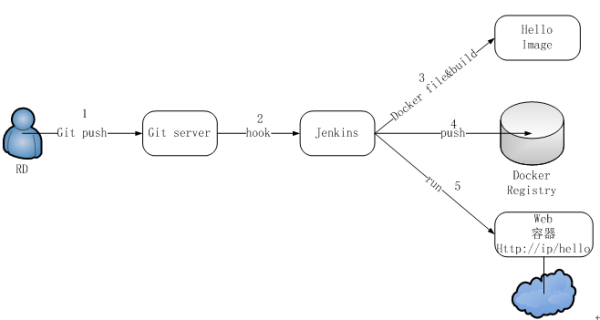 1
Git push
RD
Git server
2
hook
Jenkins
3
Docker file&build
Hello
Image
4
push
Docker
Registry
run
5
Web
容器
Http://ip/hello